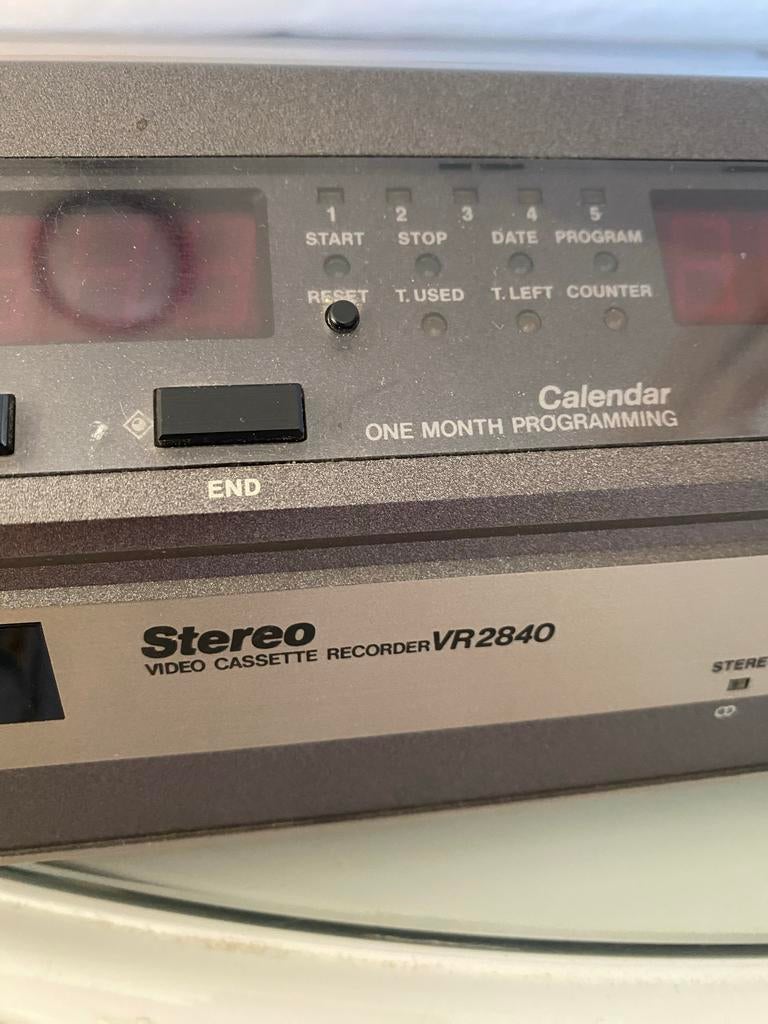 1 2 3 4 5
START STOP DATE PROGRAM
RESET T. USED T. LEFT COUNTER
Calendar
ONE MONTH PROGRAMMING
END
Stereo
VIDEO CASSETTE RECORDER VR2840
STERE